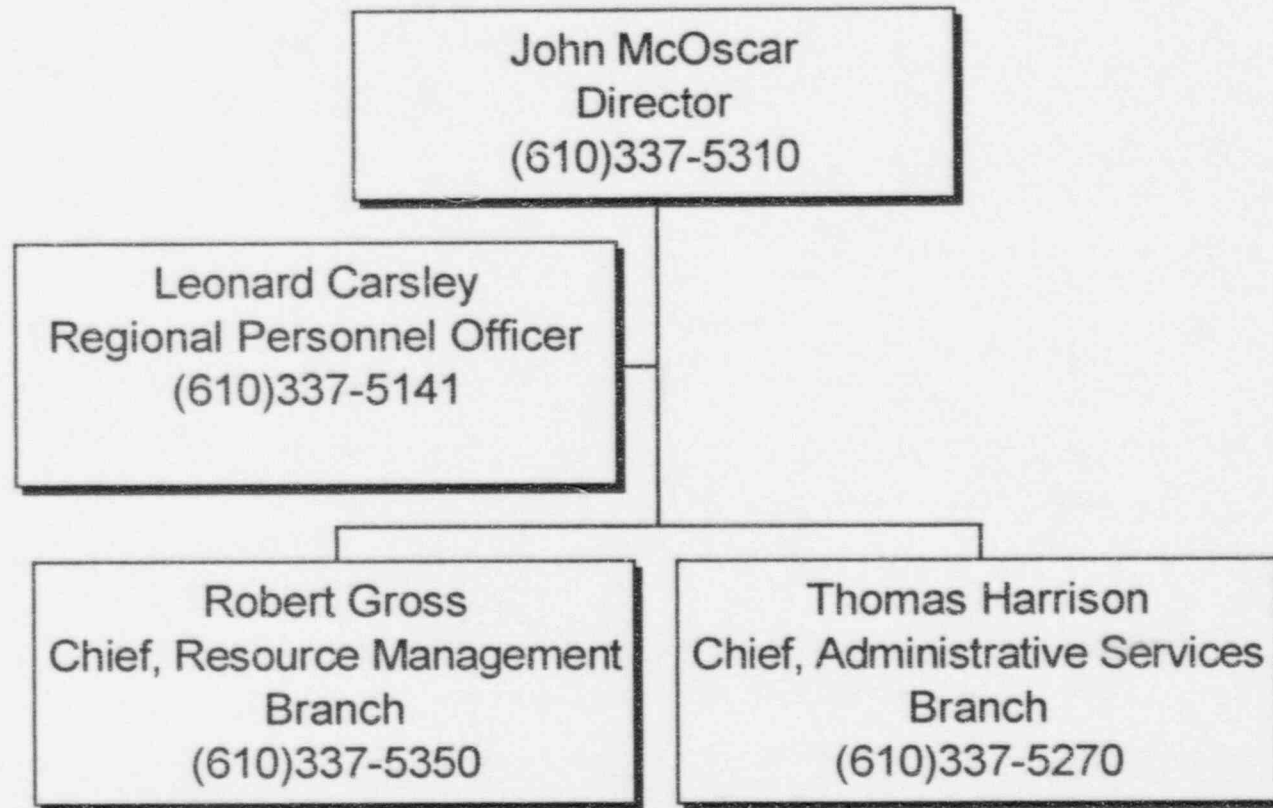 John McOscar
Director
(610)337-5310
Leonard Carsley
Regional Personnel Officer
(610)337-5141
Robert Gross
Chief, Resource Management
Branch
(610)337-5350
Thomas Harrison
Chief, Administrative Services
Branch
(610)337-5270